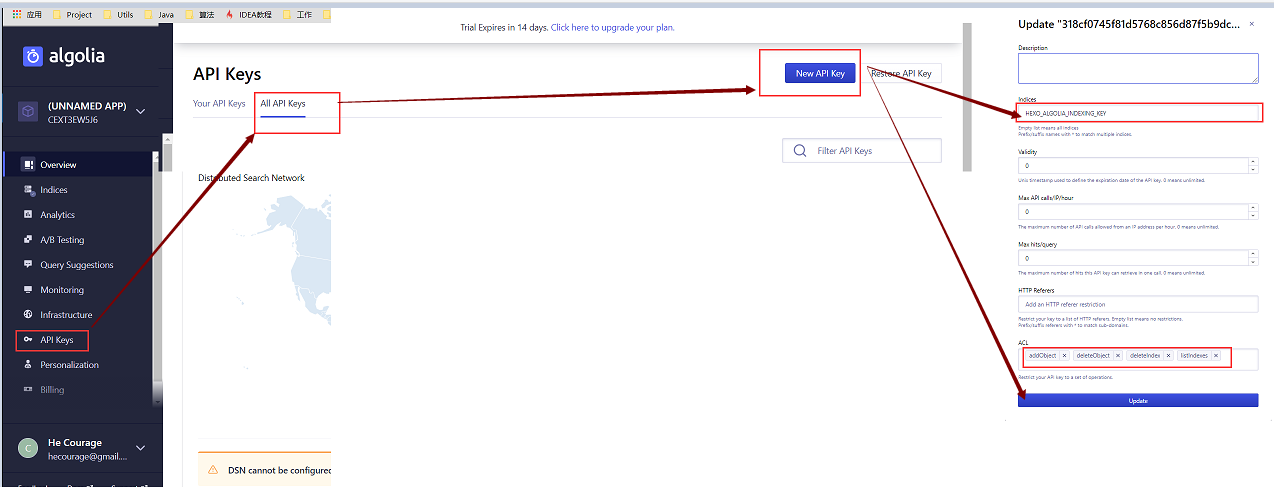 应用 Project Utils Java 算法 IDEA教程 工作
algolia
(UNNAMED APP)
CEXT3EW5J6
Overview
Indices
Analytics
A/B Testing
Query Suggestions
Monitoring
Infrastructure
API Keys
Personalization
Billing
He Courage
hecourage@gmail....
Trial Expires in 14 days. Click here to upgrade your plan.
API Keys
New API Key
Restore API Key
Your API Keys
All API Keys
Filter API Keys
Distributed Search Network
DSN cannot be configured
Update "318cf0745f81d5768c856d87f5b9dc...
Description
Indices
HEXO_ALGOLIA_INDEXING_KEY
Empty list means all indices
Prefix/suffix names with * to match multiple indices.
Validity
0
Unix timestamp used to define the expiration date of the API key. 0 means unlimited.
Max API calls/IP/hour
0
The maximum number of API calls allowed from an IP address per hour. 0 means unlimited.
Max hits/query
0
The maximum number of hits this API key can retrieve in one call. 0 means unlimited.
HTTP Referers
Add an HTTP referer restriction
Restrict your key to a list of HTTP referers. Empty list means no restrictions.
Prefix/suffix referers with * to match sub-domains.
ACL
addObject × deleteObject × deleteIndex × listIndexes ×
Restrict your API key to a set of operations.
Update